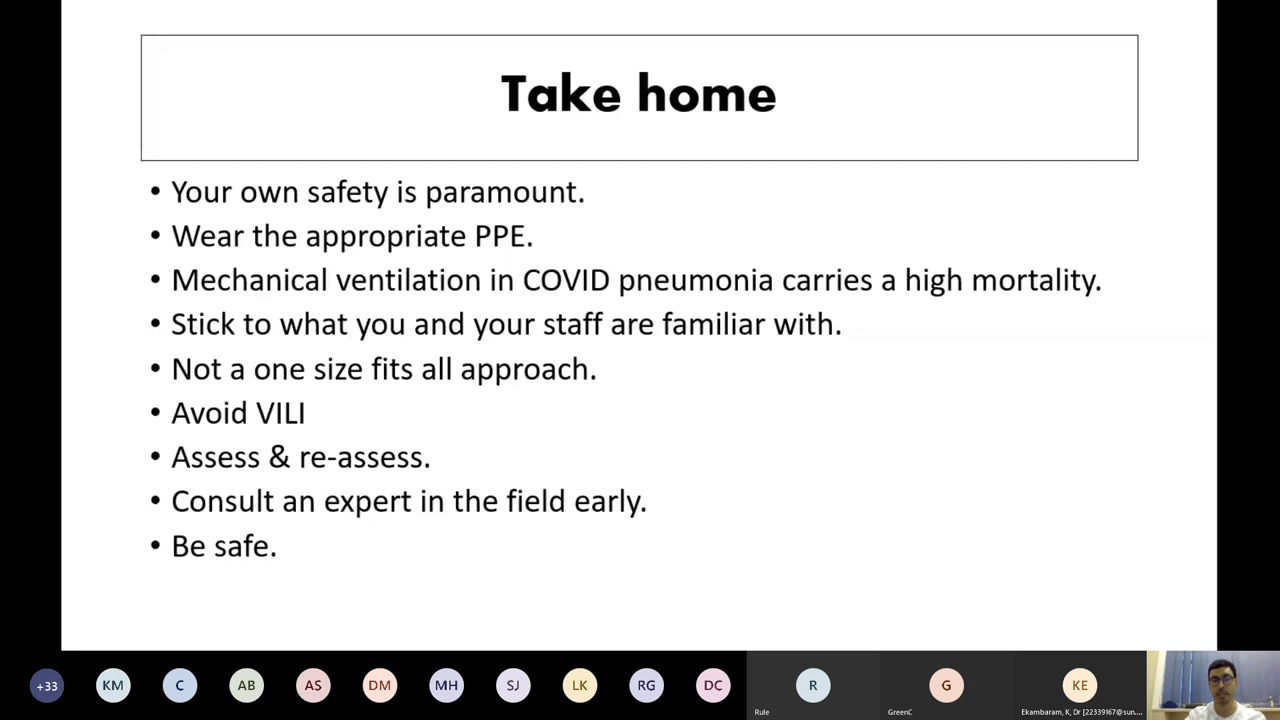 Take home
• Your own safety is paramount.
• Wear the appropriate PPE.
• Mechanical ventilation in COVID pneumonia carries a high mortality.
• Stick to what you and your staff are familiar with.
• Not a one size fits all approach.
• Avoid VILI
• Assess & re-assess.
• Consult an expert in the field early.
• Be safe.
+33 KM C AB AS DM MH SJ LK RG DC R G KE
Rule GreenC Ekambaram, K, Dr [22339167@sun....